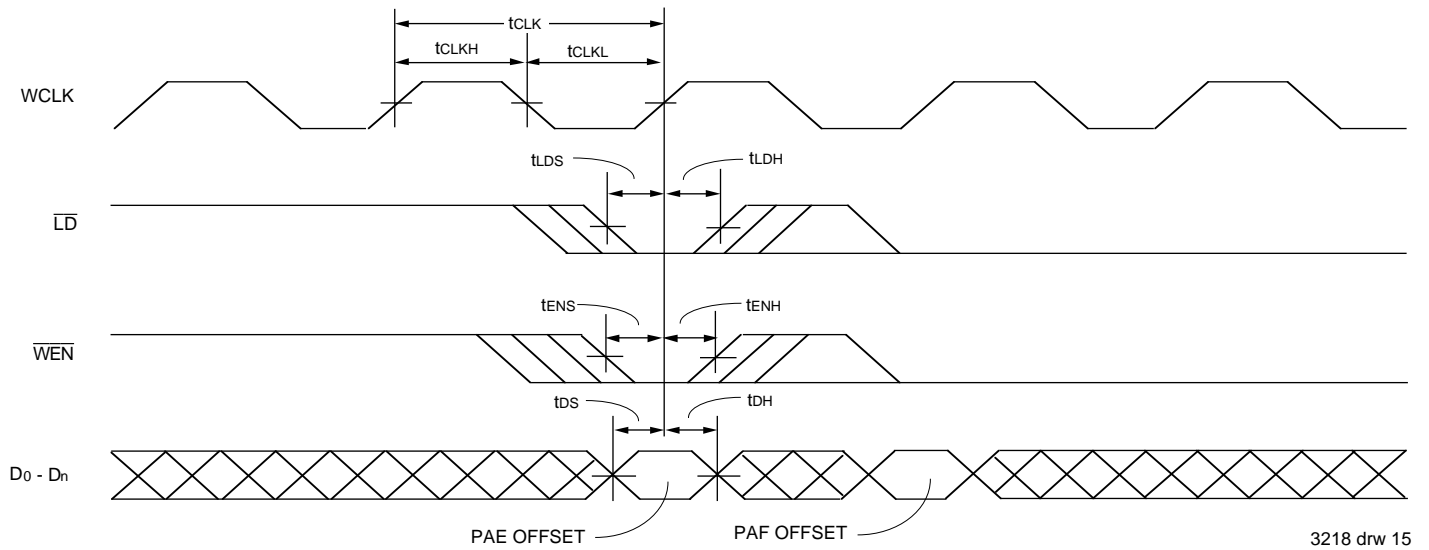 tCLK
tCLKH
tCLKL
WCLK
tLDS
tLDH
LD
tENS
tENH
WEN
tDS
tDH
D0 - Dn
PAE OFFSET
PAF OFFSET
3218 drw 15